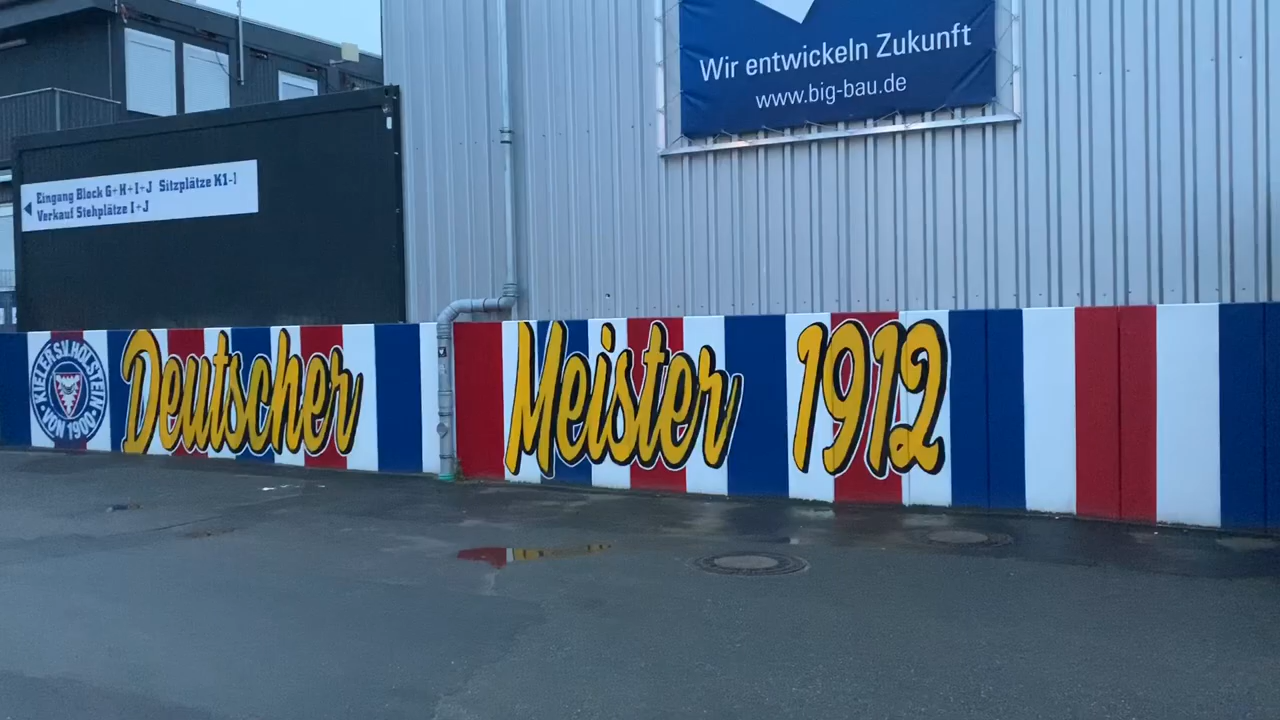 Wir entwickeln Zukunft
www.big-bau.de
Eingang Block G+H+I+J Sitzplätze K1-
Verkauf Stehplätze I+J
KIELER S.V. HOLSTEIN
VON 1900
Deutscher Meister 1912